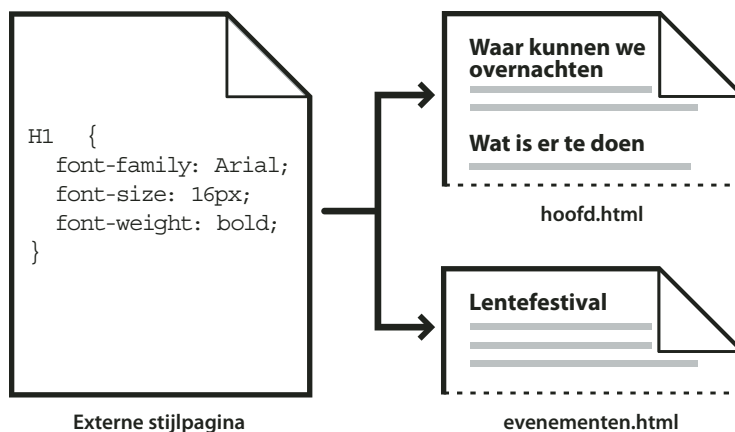 H1 {
font-family: Arial;
font-size: 16px;
font-weight: bold;
}
Externe stijlpagina
Waar kunnen we
overnachten
Wat is er te doen
hoofd.html
Lentefestival
evenementen.html